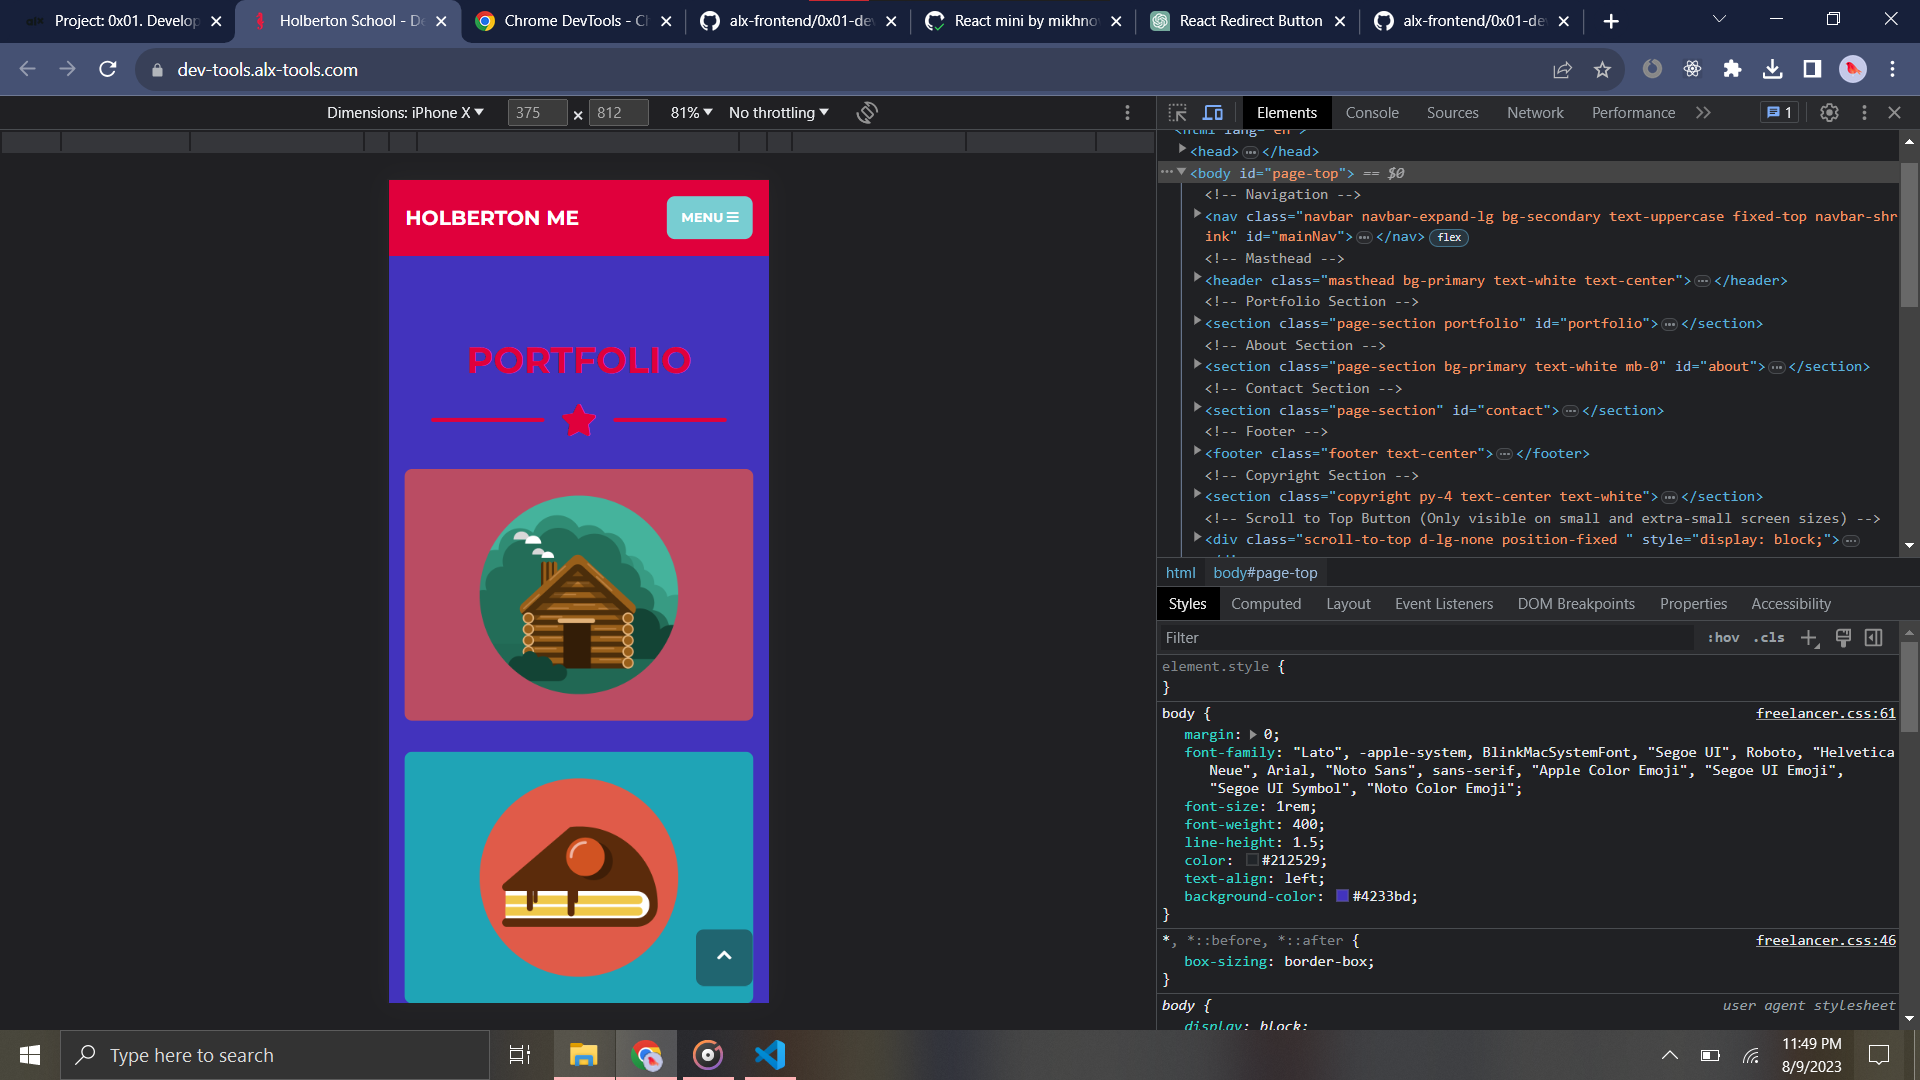 Project: 0x01. Develop
Holberton School - De
Chrome DevTools - Ch
alx-frontend/0x01-dev
React mini by mikhno
React Redirect Button
alx-frontend/0x01-de
dev-tools.alx-tools.com
Dimensions: iPhone X 375 × 812 81% No throttling
Elements Console Sources Network Performance 1
<html lang="en">
<head> ··· </head>
··· <body id="page-top"> == $0
<!-- Navigation -->
<nav class="navbar navbar-expand-lg bg-secondary text-uppercase fixed-top navbar-shr
ink" id="mainNav"> ··· </nav> flex
<!-- Masthead -->
<header class="masthead bg-primary text-white text-center"> ··· </header>
<!-- Portfolio Section -->
<section class="page-section portfolio" id="portfolio"> ··· </section>
<!-- About Section -->
<section class="page-section bg-primary text-white mb-0" id="about"> ··· </section>
<!-- Contact Section -->
<section class="page-section" id="contact"> ··· </section>
<!-- Footer -->
<footer class="footer text-center"> ··· </footer>
<!-- Copyright Section -->
<section class="copyright py-4 text-center text-white"> ··· </section>
<!-- Scroll to Top Button (Only visible on small and extra-small screen sizes) -->
<div class="scroll-to-top d-lg-none position-fixed " style="display: block;"> ···
html body#page-top
Styles Computed Layout Event Listeners DOM Breakpoints Properties Accessibility
Filter :hov .cls
element.style {
}
body { freelancer.css:61
margin: 0;
font-family: "Lato", -apple-system, BlinkMacSystemFont, "Segoe UI", Roboto, "Helvetica
Neue", Arial, "Noto Sans", sans-serif, "Apple Color Emoji", "Segoe UI Emoji",
"Segoe UI Symbol", "Noto Color Emoji";
font-size: 1rem;
font-weight: 400;
line-height: 1.5;
color: #212529;
text-align: left;
background-color: #4233bd;
}
*, *::before, *::after { freelancer.css:46
box-sizing: border-box;
}
body { user agent stylesheet
display: block;
HOLBERTON ME
MENU
PORTFOLIO
Type here to search
11:49 PM
8/9/2023